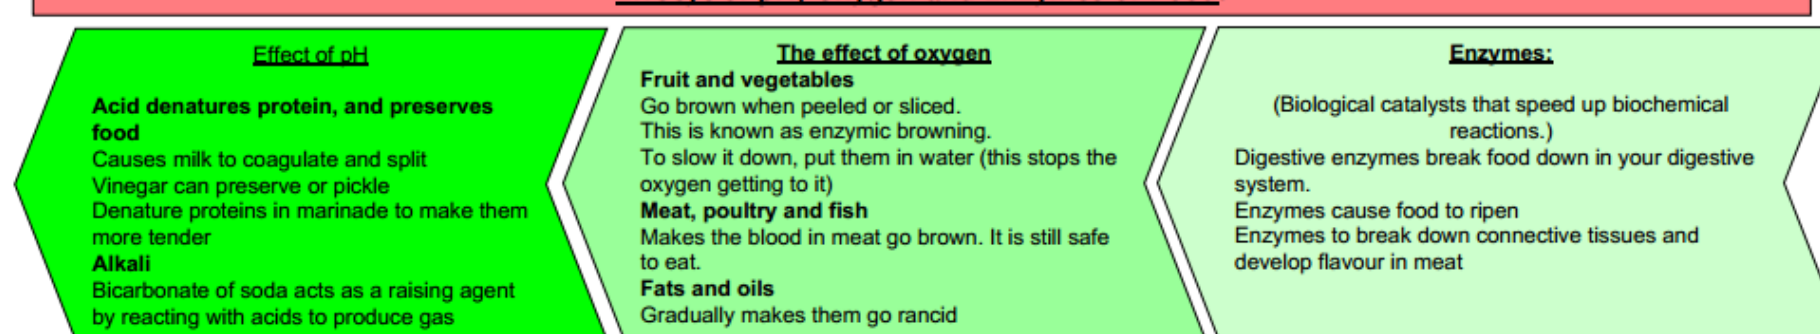 Effect of pH
Acid denatures protein, and preserves
food
Causes milk to coagulate and split
Vinegar can preserve or pickle
Denature proteins in marinade to make them
more tender
Alkali
Bicarbonate of soda acts as a raising agent
by reacting with acids to produce gas
The effect of oxygen
Fruit and vegetables
Go brown when peeled or sliced.
This is known as enzymic browning.
To slow it down, put them in water (this stops the
oxygen getting to it)
Meat, poultry and fish
Makes the blood in meat go brown. It is still safe
to eat.
Fats and oils
Gradually makes them go rancid
Enzymes:
(Biological catalysts that speed up biochemical
reactions.)
Digestive enzymes break food down in your digestive
system.
Enzymes cause food to ripen
Enzymes to break down connective tissues and
develop flavour in meat